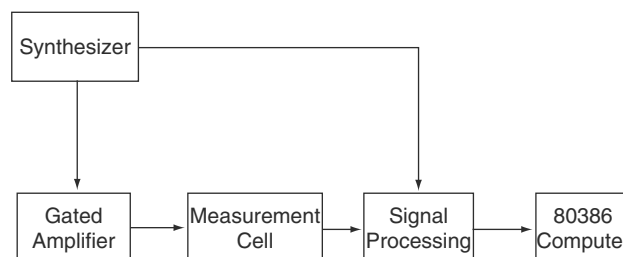 Synthesizer
Gated
Amplifier
Measurement
Cell
Signal
Processing
80386
Compute